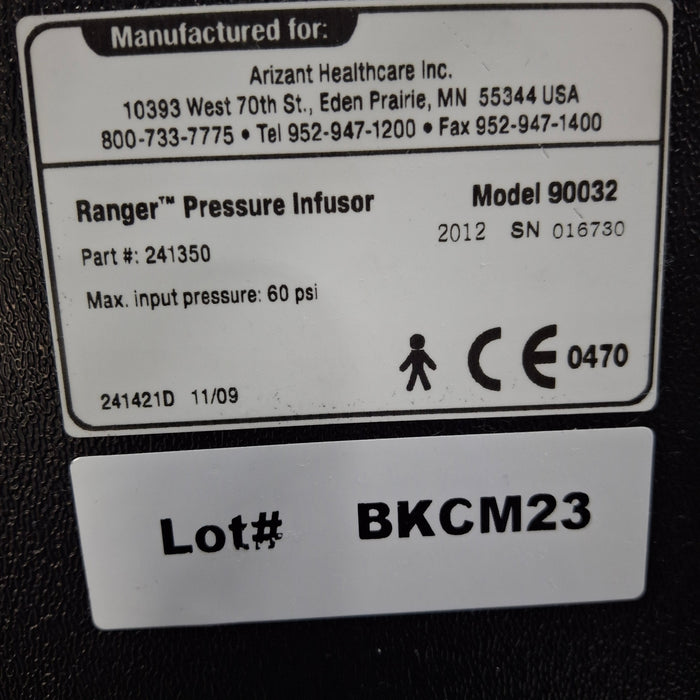 Manufactured for:
Arizant Healthcare Inc.
10393 West 70th St., Eden Prairie, MN 55344 USA
800-733-7775 • Tel 952-947-1200 • Fax 952-947-1400
Ranger™ Pressure Infusor
Model 90032
Part #: 241350
2012 SN 016730
Max. input pressure: 60 psi
CE 0470
241421D 11/09
Lot# BKCM23